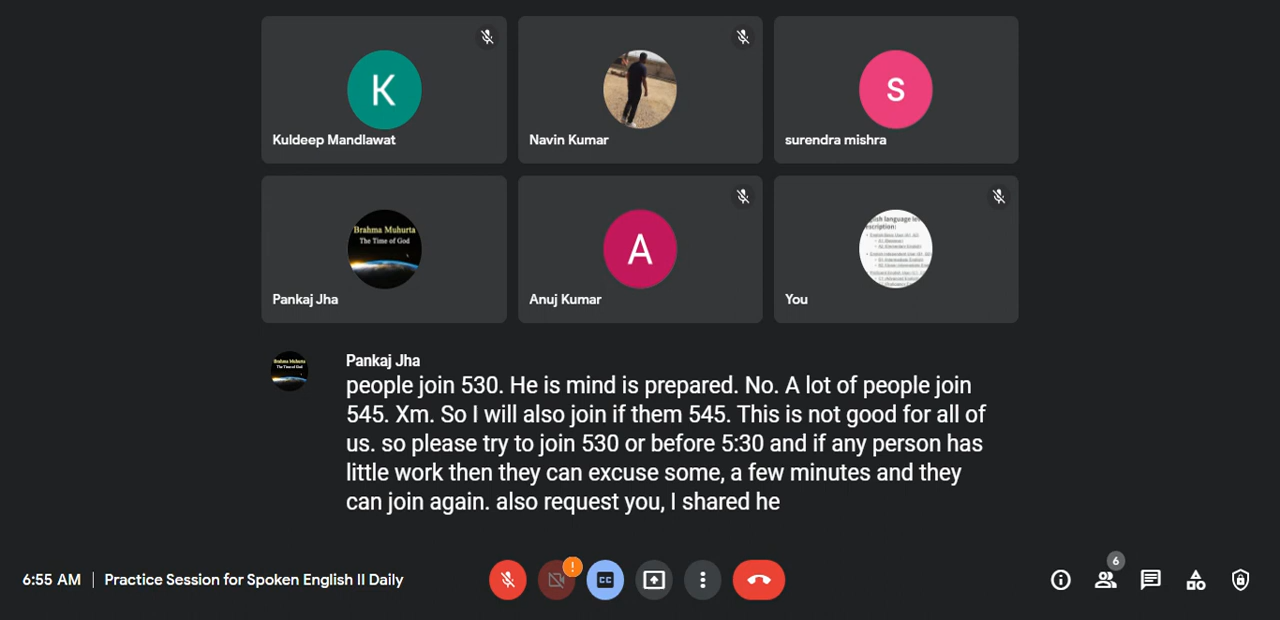 K
Kuldeep Mandlawat
Navin Kumar
S
surendra mishra
Brahma Muhurta
The Time of God
Pankaj Jha
A
Anuj Kumar
You
Pankaj Jha
people join 530. He is mind is prepared. No. A lot of people join
545. Xm. So I will also join if them 545. This is not good for all of
us. so please try to join 530 or before 5:30 and if any person has
little work then they can excuse some, a few minutes and they
can join again. also request you, I shared he
6:55 AM | Practice Session for Spoken English II Daily
!
CC
6